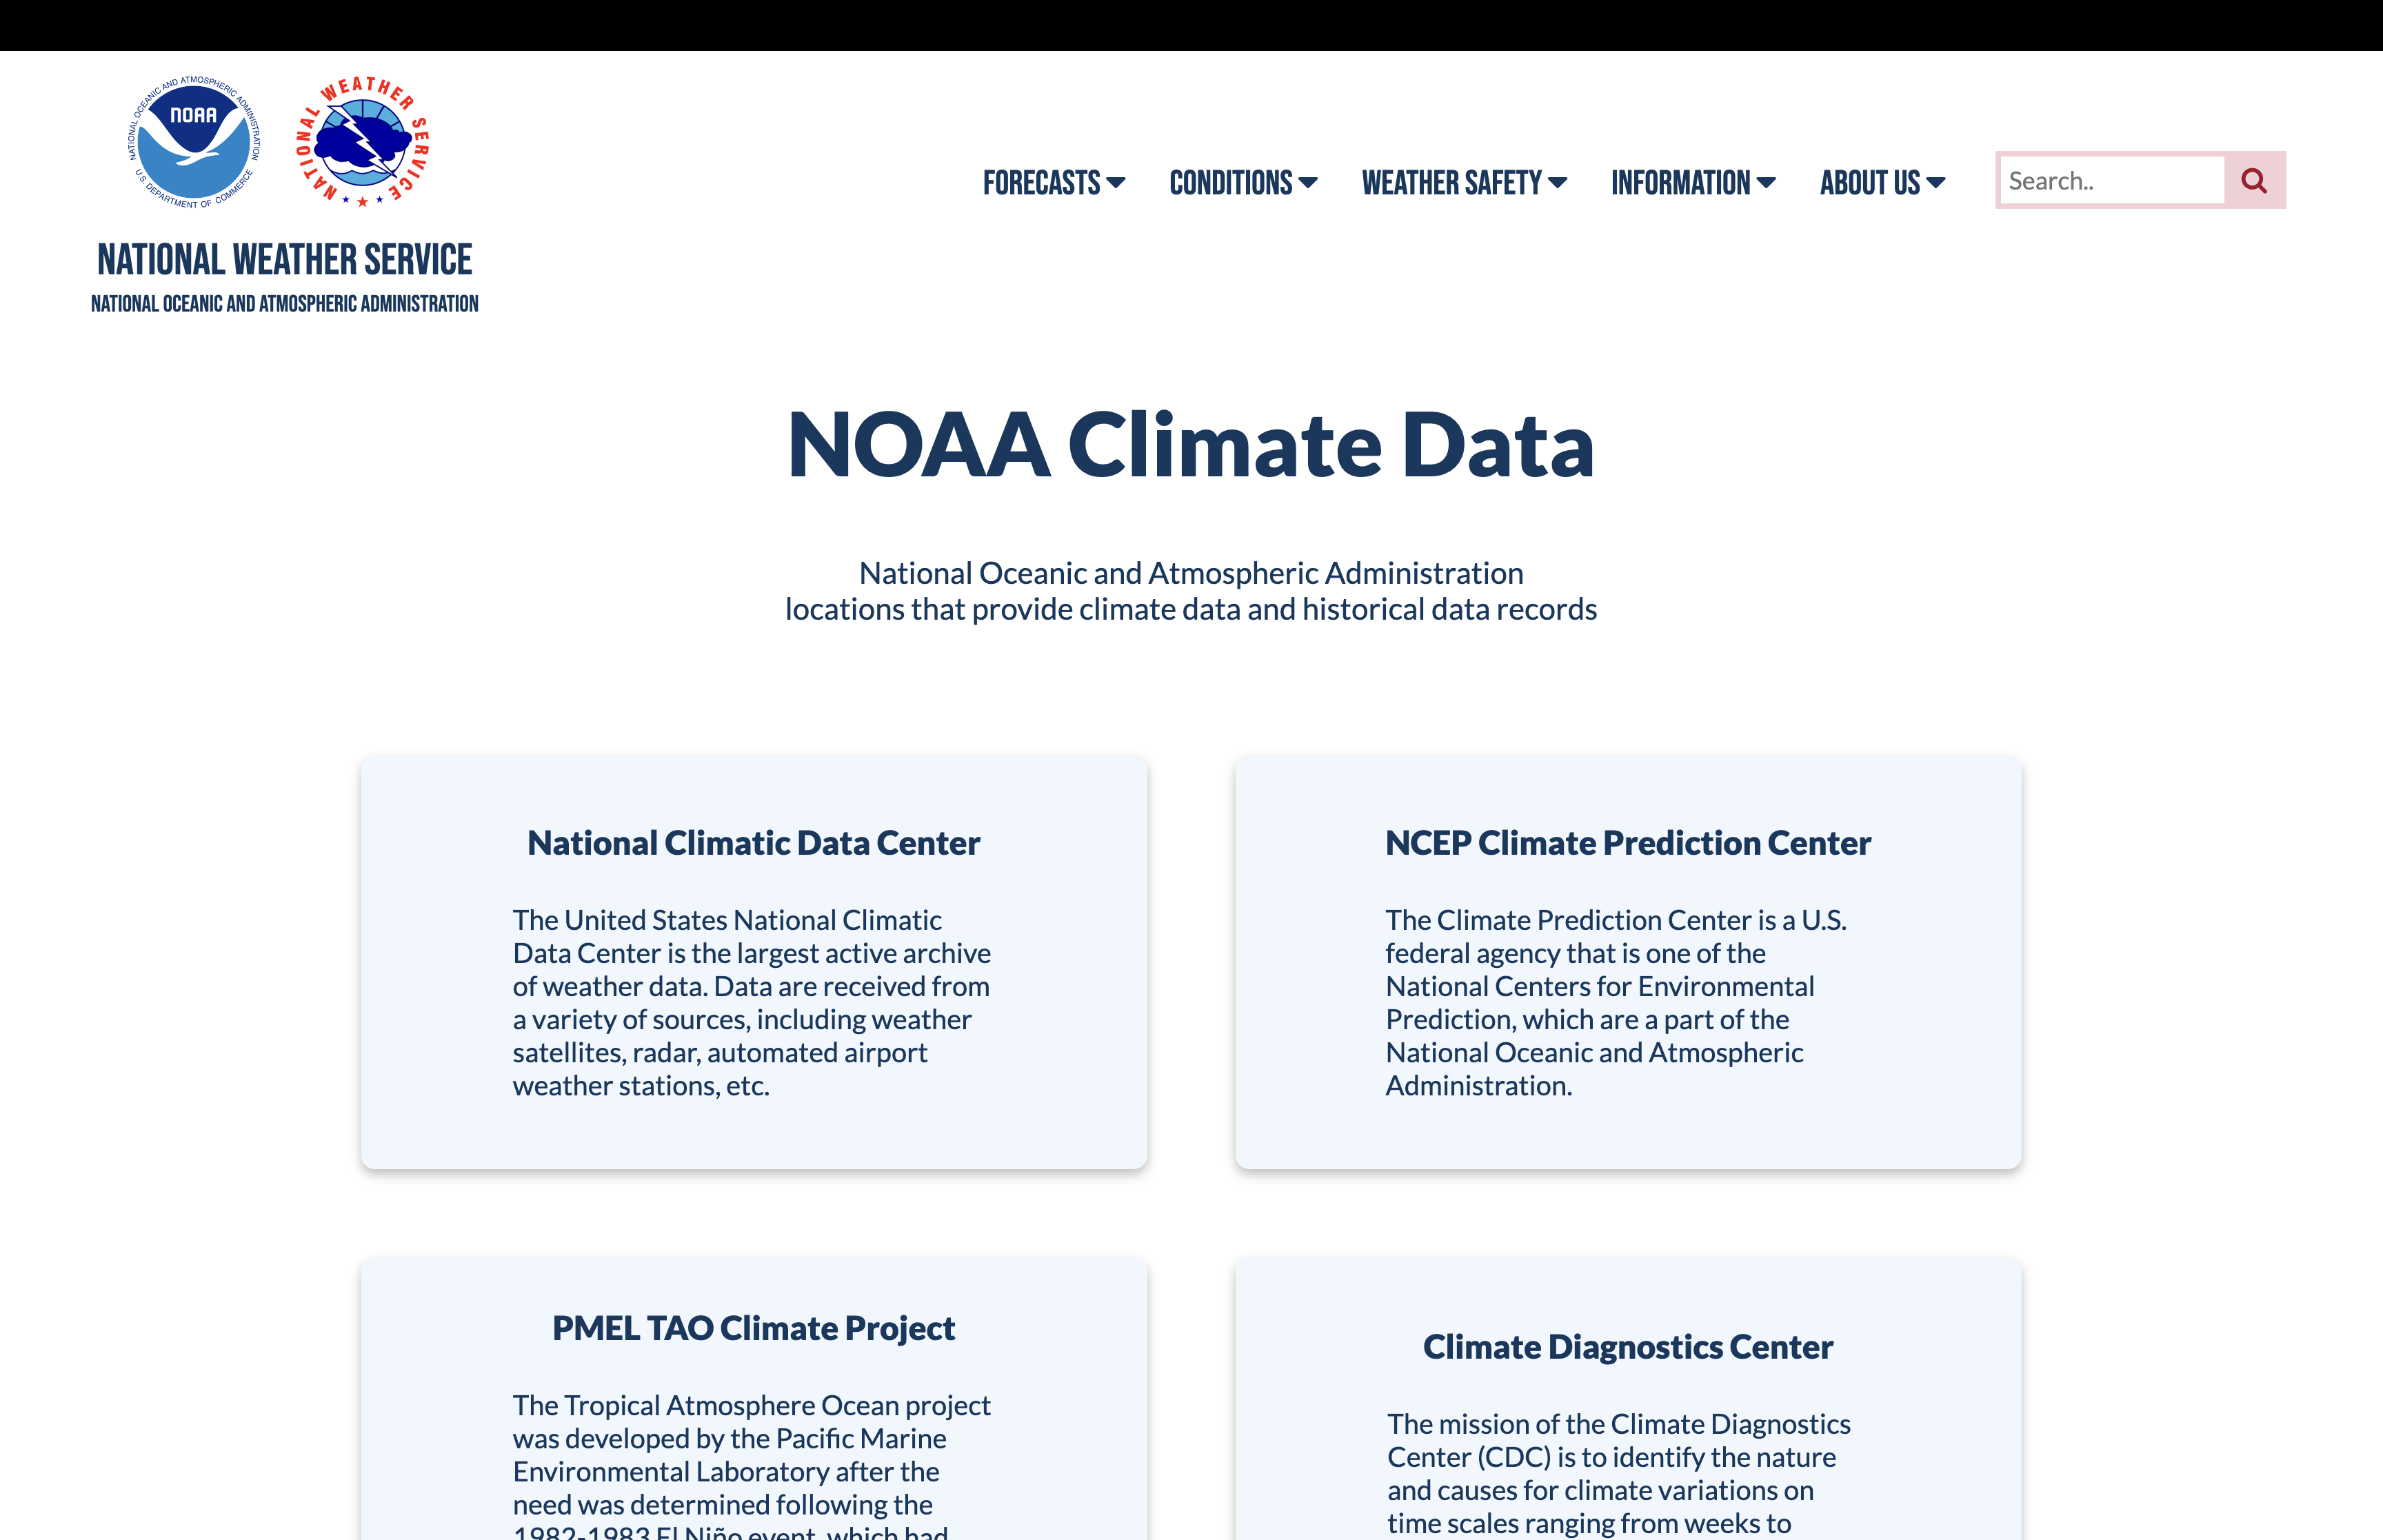 NATIONAL OCEANIC AND ATMOSPHERIC ADMINISTRATION
NOAA
U.S. DEPARTMENT OF COMMERCE
NATIONAL WEATHER SERVICE
NATIONAL WEATHER SERVICE
NATIONAL OCEANIC AND ATMOSPHERIC ADMINISTRATION
FORECASTS
CONDITIONS
WEATHER SAFETY
INFORMATION
ABOUT US
Search..
NOAA Climate Data
National Oceanic and Atmospheric Administration
locations that provide climate data and historical data records
National Climatic Data Center
The United States National Climatic
Data Center is the largest active archive
of weather data. Data are received from
a variety of sources, including weather
satellites, radar, automated airport
weather stations, etc.
NCEP Climate Prediction Center
The Climate Prediction Center is a U.S.
federal agency that is one of the
National Centers for Environmental
Prediction, which are a part of the
National Oceanic and Atmospheric
Administration.
PMEL TAO Climate Project
The Tropical Atmosphere Ocean project
was developed by the Pacific Marine
Environmental Laboratory after the
need was determined following the
1982-1983 El Niño event, which had
Climate Diagnostics Center
The mission of the Climate Diagnostics
Center (CDC) is to identify the nature
and causes for climate variations on
time scales ranging from weeks to